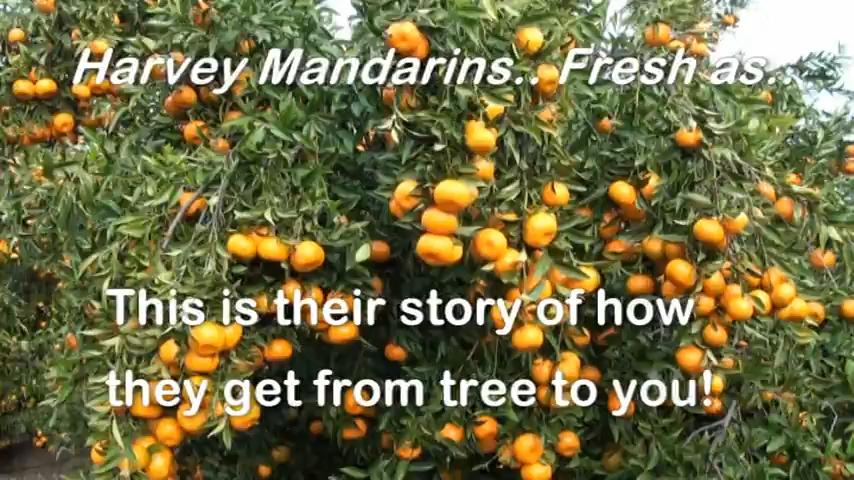 Harvey Mandarins.. Fresh as..
This is their story of how
they get from tree to you!